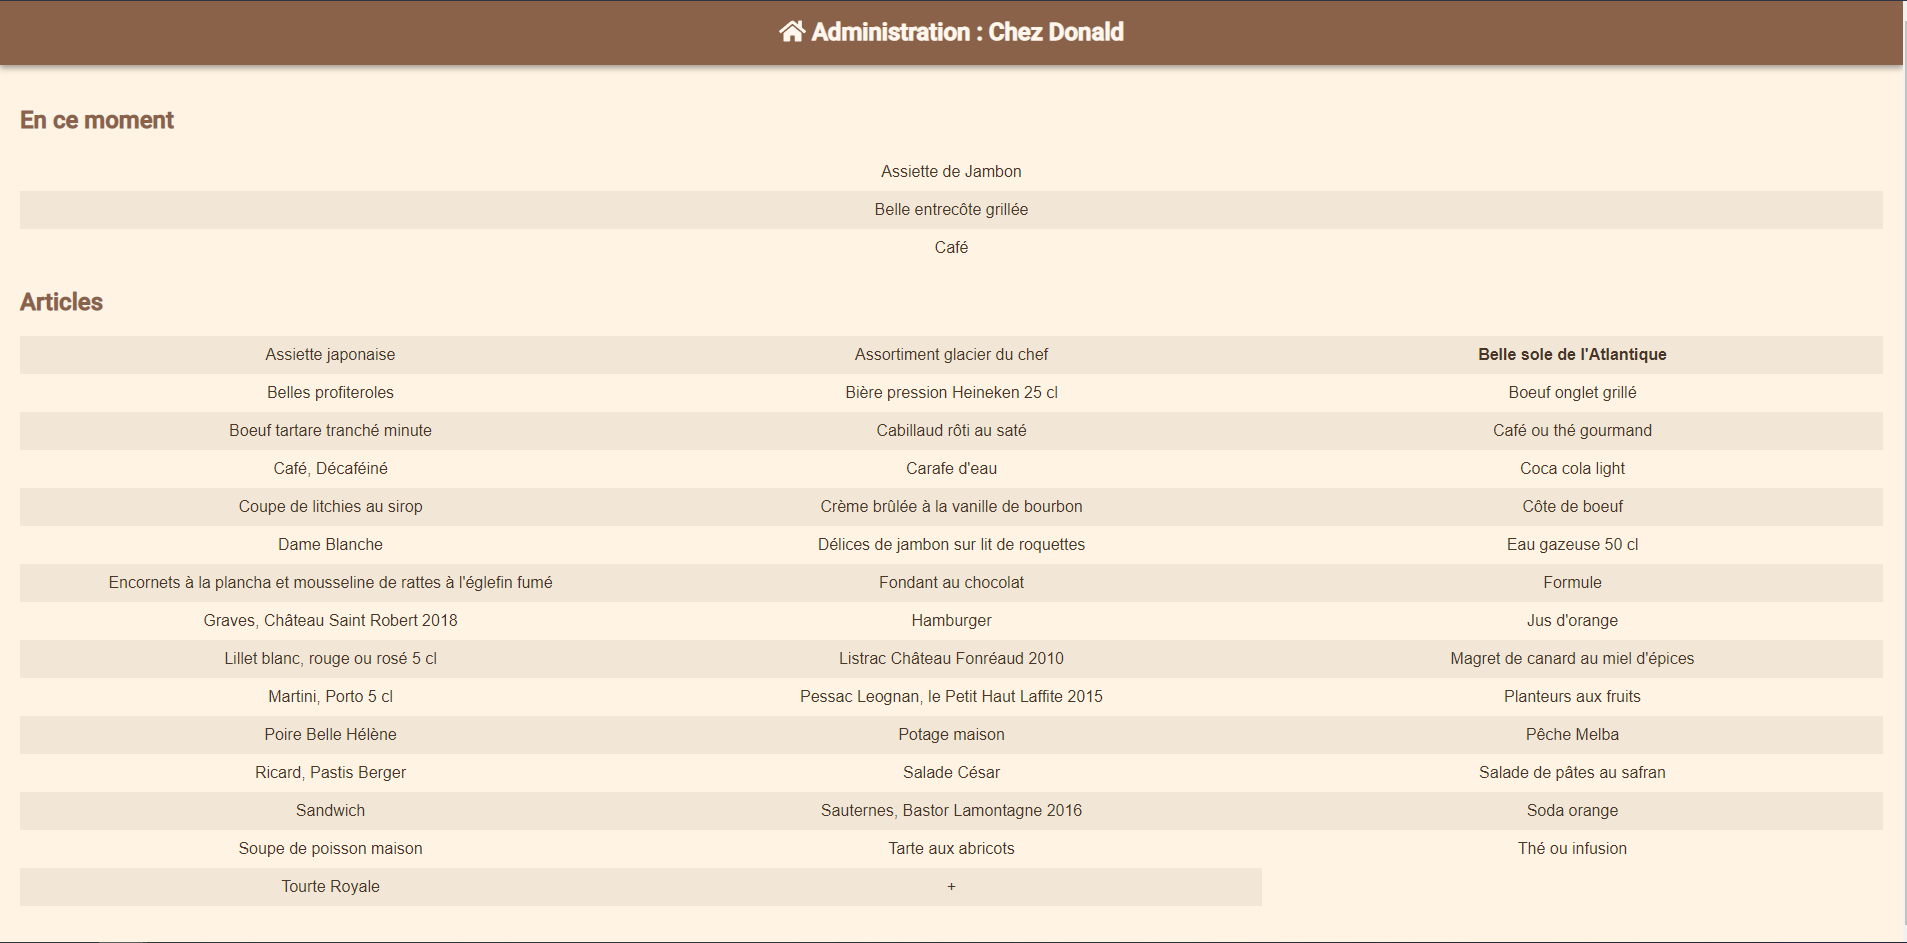 Administration : Chez Donald
En ce moment
Assiette de Jambon
Belle entrecôte grillée
Café
Articles
Assiette japonaise Assortiment glacier du chef Belle sole de l'Atlantique
Belles profiteroles Bière pression Heineken 25 cl Boeuf onglet grillé
Boeuf tartare tranché minute Cabillaud rôti au saté Café ou thé gourmand
Café, Décaféiné Carafe d'eau Coca cola light
Coupe de litchies au sirop Crème brûlée à la vanille de bourbon Côte de boeuf
Dame Blanche Délices de jambon sur lit de roquettes Eau gazeuse 50 cl
Encornets à la plancha et mousseline de rattes à l'églefin fumé Fondant au chocolat Formule
Graves, Château Saint Robert 2018 Hamburger Jus d'orange
Lillet blanc, rouge ou rosé 5 cl Listrac Château Fonréaud 2010 Magret de canard au miel d'épices
Martini, Porto 5 cl Pessac Leognan, le Petit Haut Laffite 2015 Planteurs aux fruits
Poire Belle Hélène Potage maison Pêche Melba
Ricard, Pastis Berger Salade César Salade de pâtes au safran
Sandwich Sauternes, Bastor Lamontagne 2016 Soda orange
Soupe de poisson maison Tarte aux abricots Thé ou infusion
Tourte Royale +